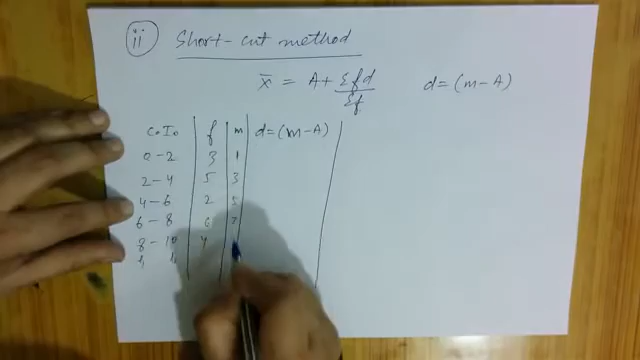 ii Short-cut method
x̄ = A + Σfd / Σf d = (m - A)
C.I. f m d = (m - A)
0 - 2 3 1
2 - 4 5 3
4 - 6 2 5
6 - 8 6 7
8 - 10 4